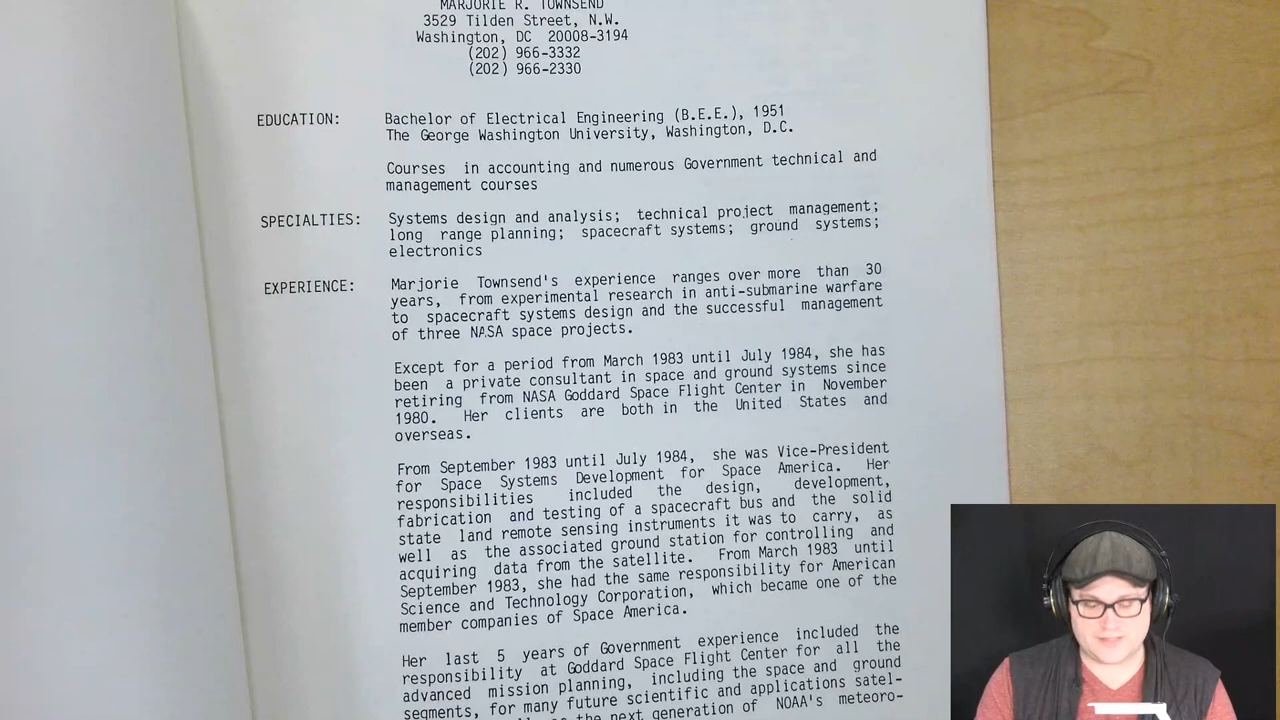 MARJORIE R. TOWNSEND
3529 Tilden Street, N.W.
Washington, DC 20008-3194
(202) 966-3332
(202) 966-2330
EDUCATION: Bachelor of Electrical Engineering (B.E.E.), 1951
The George Washington University, Washington, D.C.
Courses in accounting and numerous Government technical and
management courses
SPECIALTIES: Systems design and analysis; technical project management;
long range planning; spacecraft systems; ground systems;
electronics
EXPERIENCE: Marjorie Townsend's experience ranges over more than 30
years, from experimental research in anti-submarine warfare
to spacecraft systems design and the successful management
of three NASA space projects.
Except for a period from March 1983 until July 1984, she has
been a private consultant in space and ground systems since
retiring from NASA Goddard Space Flight Center in November
1980. Her clients are both in the United States and
overseas.
From September 1983 until July 1984, she was Vice-President
for Space Systems Development for Space America. Her
responsibilities included the design, development,
fabrication and testing of a spacecraft bus and the solid
state land remote sensing instruments it was to carry, as
well as the associated ground station for controlling and
acquiring data from the satellite. From March 1983 until
September 1983, she had the same responsibility for American
Science and Technology Corporation, which became one of the
member companies of Space America.
Her last 5 years of Government experience included the
responsibility at Goddard Space Flight Center for all the
advanced mission planning, including the space and ground
segments, for many future scientific and applications satel-
the next generation of NOAA's meteoro-